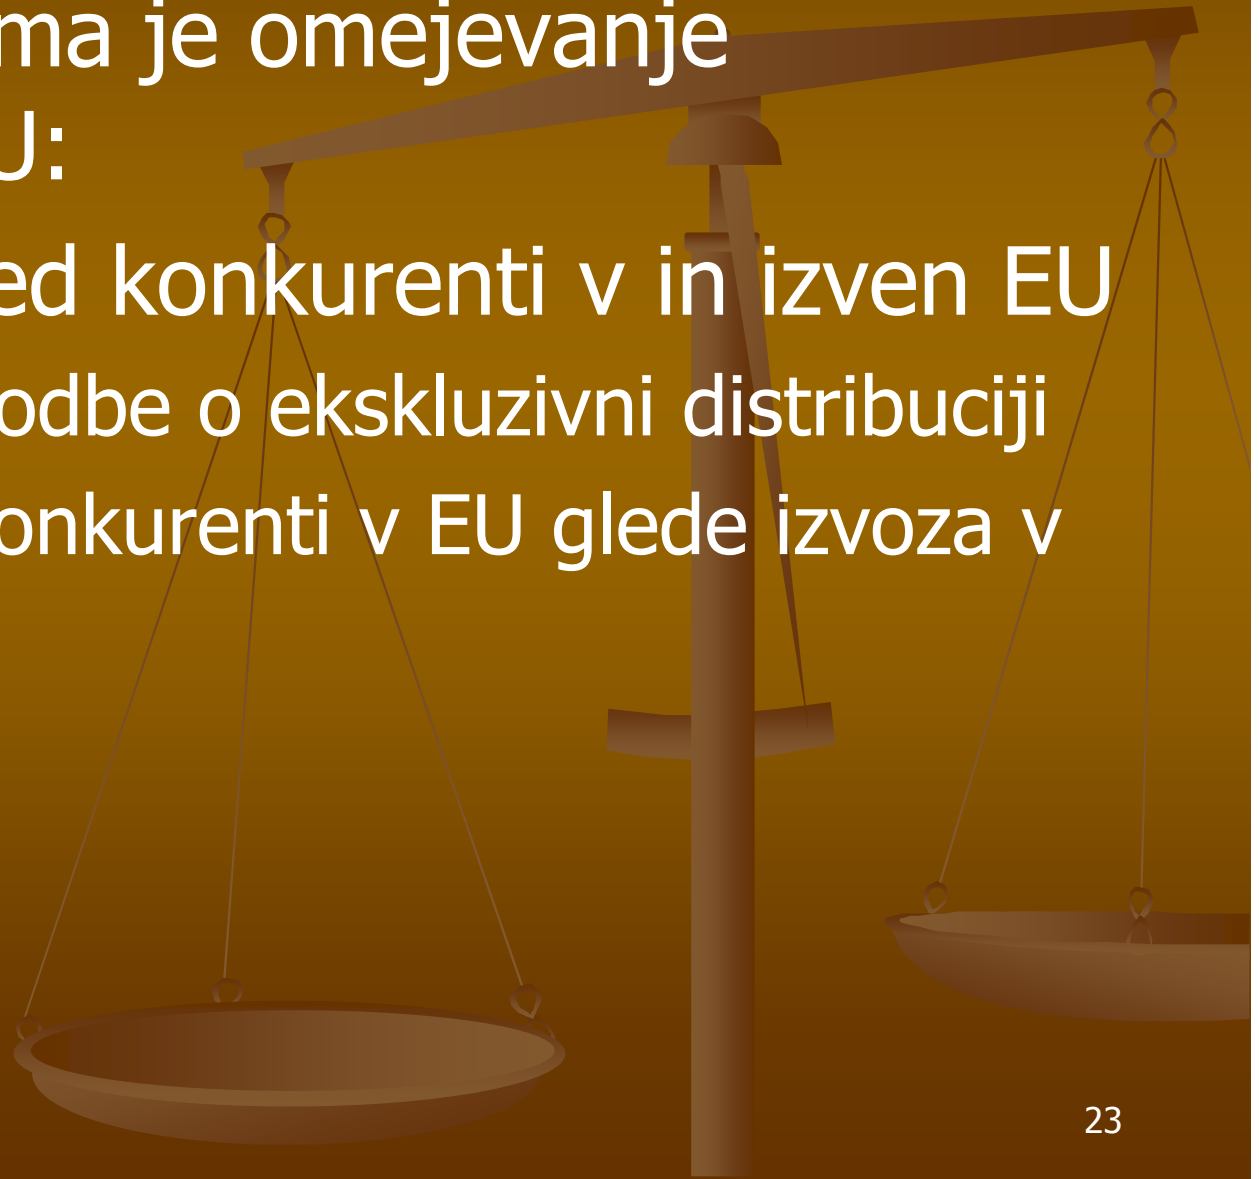 ma je omejevanje
U:
ed konkurenti v in izven EU
odbe o ekskluzivni distribuciji
onkurenti v EU glede izvoza v
23